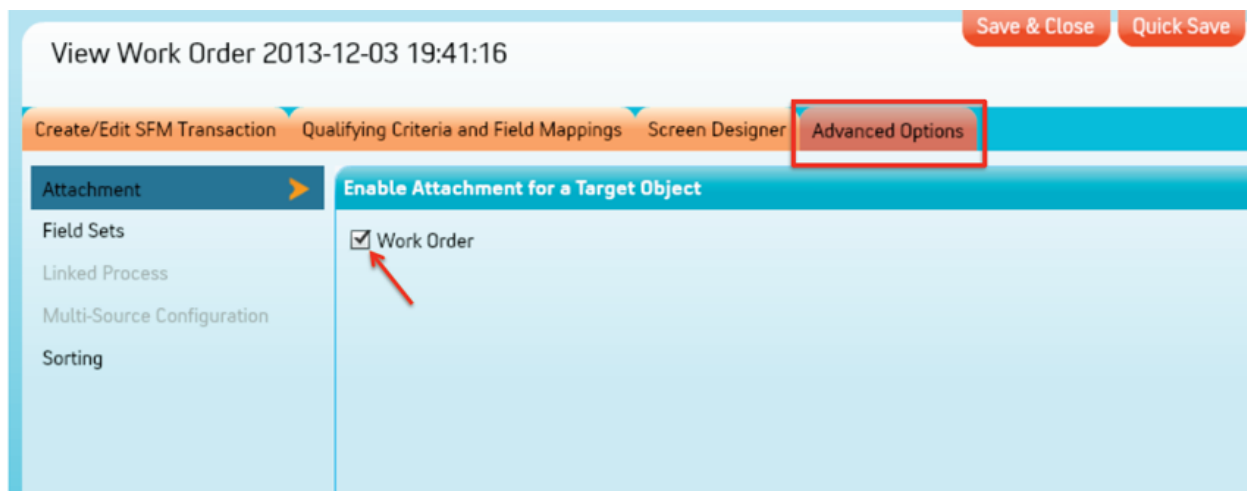 Save & Close Quick Save
View Work Order 2013-12-03 19:41:16
Create/Edit SFM Transaction Qualifying Criteria and Field Mappings Screen Designer Advanced Options
Attachment
Enable Attachment for a Target Object
Field Sets
Work Order
Linked Process
Multi-Source Configuration
Sorting